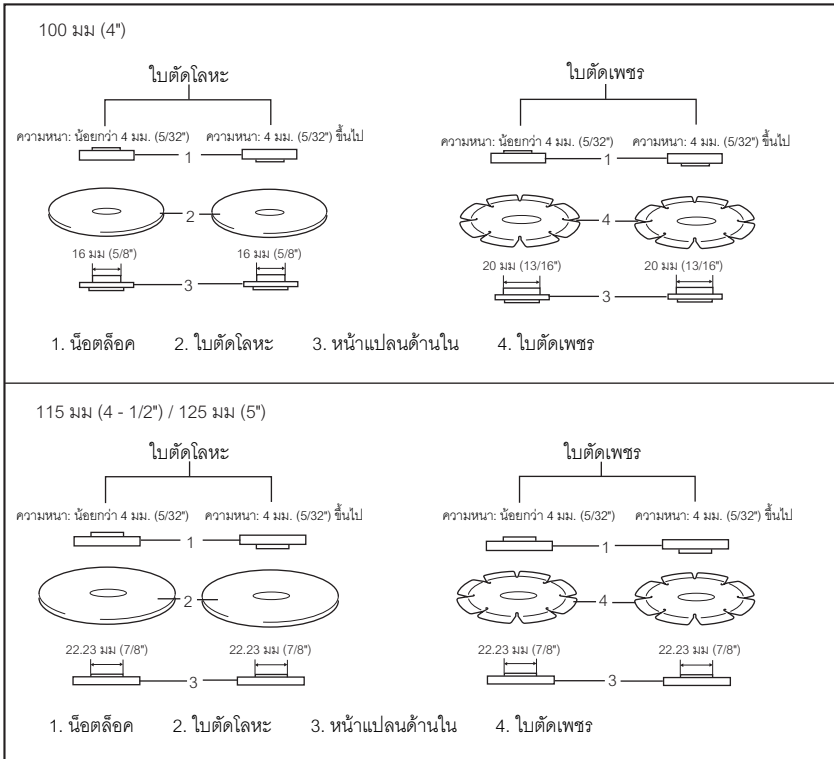 100 มม (4")
ใบตัดโลหะ ใบตัดเพชร
ความหนา: น้อยกว่า 4 มม. (5/32") ความหนา: 4 มม. (5/32") ขึ้นไป ความหนา: น้อยกว่า 4 มม. (5/32") ความหนา: 4 มม. (5/32") ขึ้นไป
1 1
2 4
16 มม (5/8") 16 มม (5/8") 20 มม (13/16") 20 มม (13/16")
3 3
1. น็อตล็อค 2. ใบตัดโลหะ 3. หน้าแปลนด้านใน 4. ใบตัดเพชร
115 มม (4 - 1/2") / 125 มม (5")
ใบตัดโลหะ ใบตัดเพชร
ความหนา: น้อยกว่า 4 มม. (5/32") ความหนา: 4 มม. (5/32") ขึ้นไป ความหนา: น้อยกว่า 4 มม. (5/32") ความหนา: 4 มม. (5/32") ขึ้นไป
1 1
2 4
22.23 มม (7/8") 22.23 มม (7/8") 22.23 มม (7/8") 22.23 มม (7/8")
3 3
1. น็อตล็อค 2. ใบตัดโลหะ 3. หน้าแปลนด้านใน 4. ใบตัดเพชร